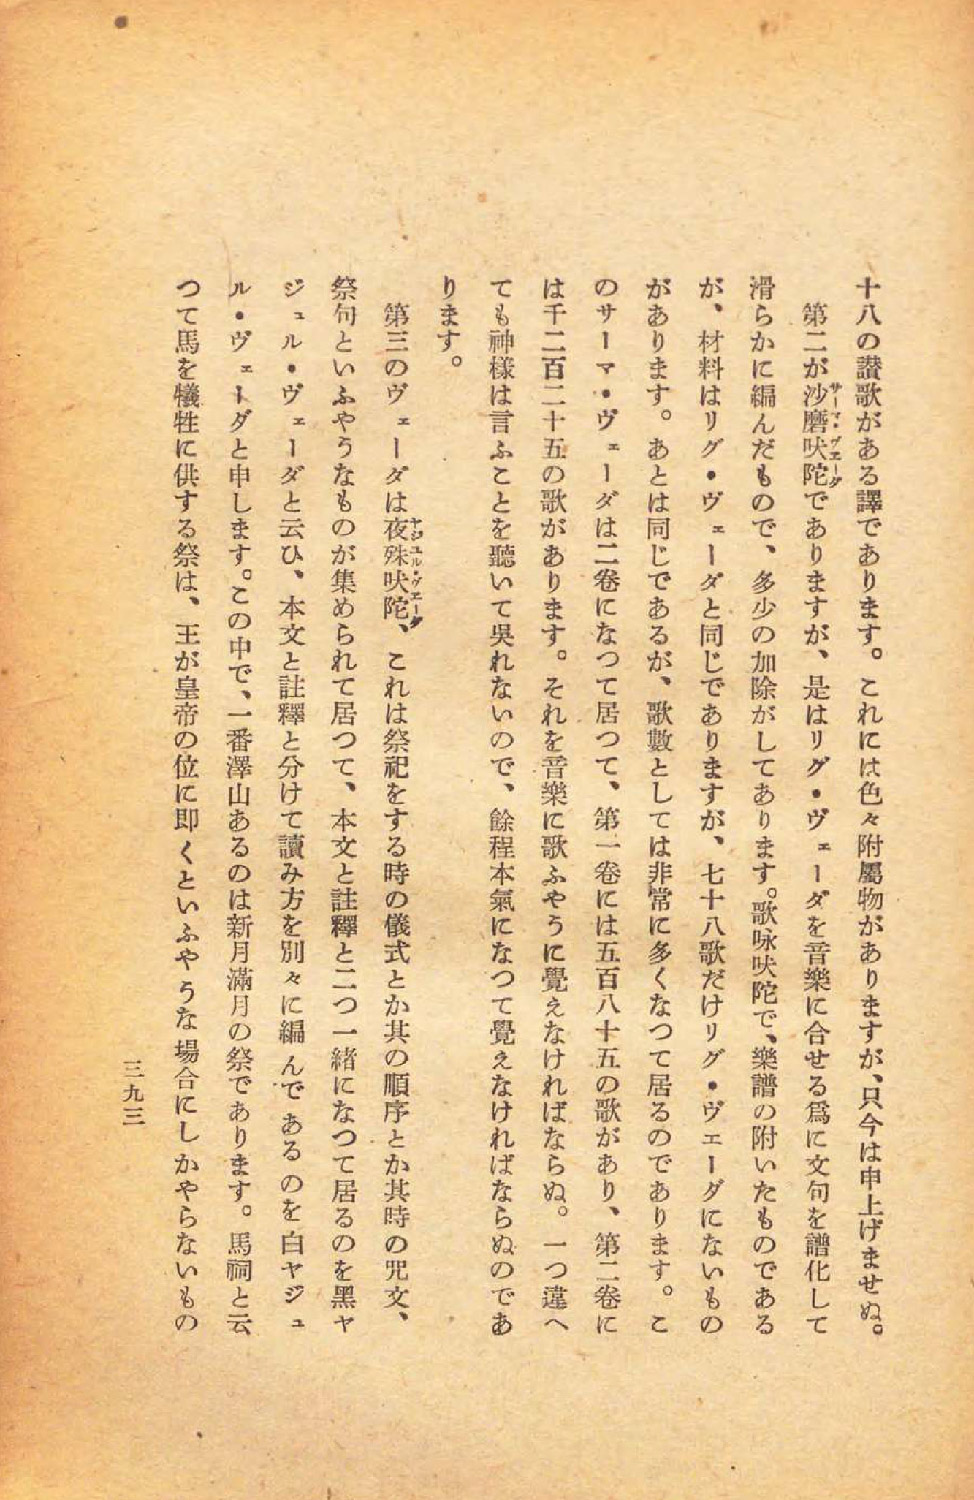 十八の讃歌がある譯であります。これには色々附屬物がありますが、只今は申上げませぬ。
第二が沙磨吠陀でありますが、是はリグ・ヴェーダを音樂に合せる爲に文句を譜化して
サーマ・ヴエーダ
滑らかに編んだもので、多少の加除がしてあります。歌咏吠陀で、樂譜の附いたものである
が、材料はリグ・ヴェーダと同じでありますが、七十八歌だけリグ・ヴエーダにないもの
があります。あとは同じであるが、歌數としては非常に多くなつて居るのであります。こ
のサーマ・ヴェーダは二卷になつて居つて、第一卷には五百八十五の歌があり、第二卷に
は千二百二十五の歌があります。それを音樂に歌ふやうに覺えなければならぬ。一つ違へ
ても神樣は言ふことを聽いて吳れないので、餘程本氣になつて覺えなければならぬのであ
ります。
第三のヴェーダは夜殊吠陀、これは祭祀をする時の儀式とか其の順序とか其時の咒文、
ヤジユル・ヴエーダ
祭句といふやうなものが集められて居つて、本文と註釋と二つ一緒になつて居るのを黑ヤ
ジュル・ヴェーダと云ひ、本文と註釋と分けて讀み方を別々に編んであるのを白ヤジュ
ル・ヴェーダと申します。この中で、一番澤山あるのは新月滿月の祭であります。馬祠と云
つて馬を犧牲に供する祭は、王が皇帝の位に即くといふやうな場合にしかやらないもの
三九三